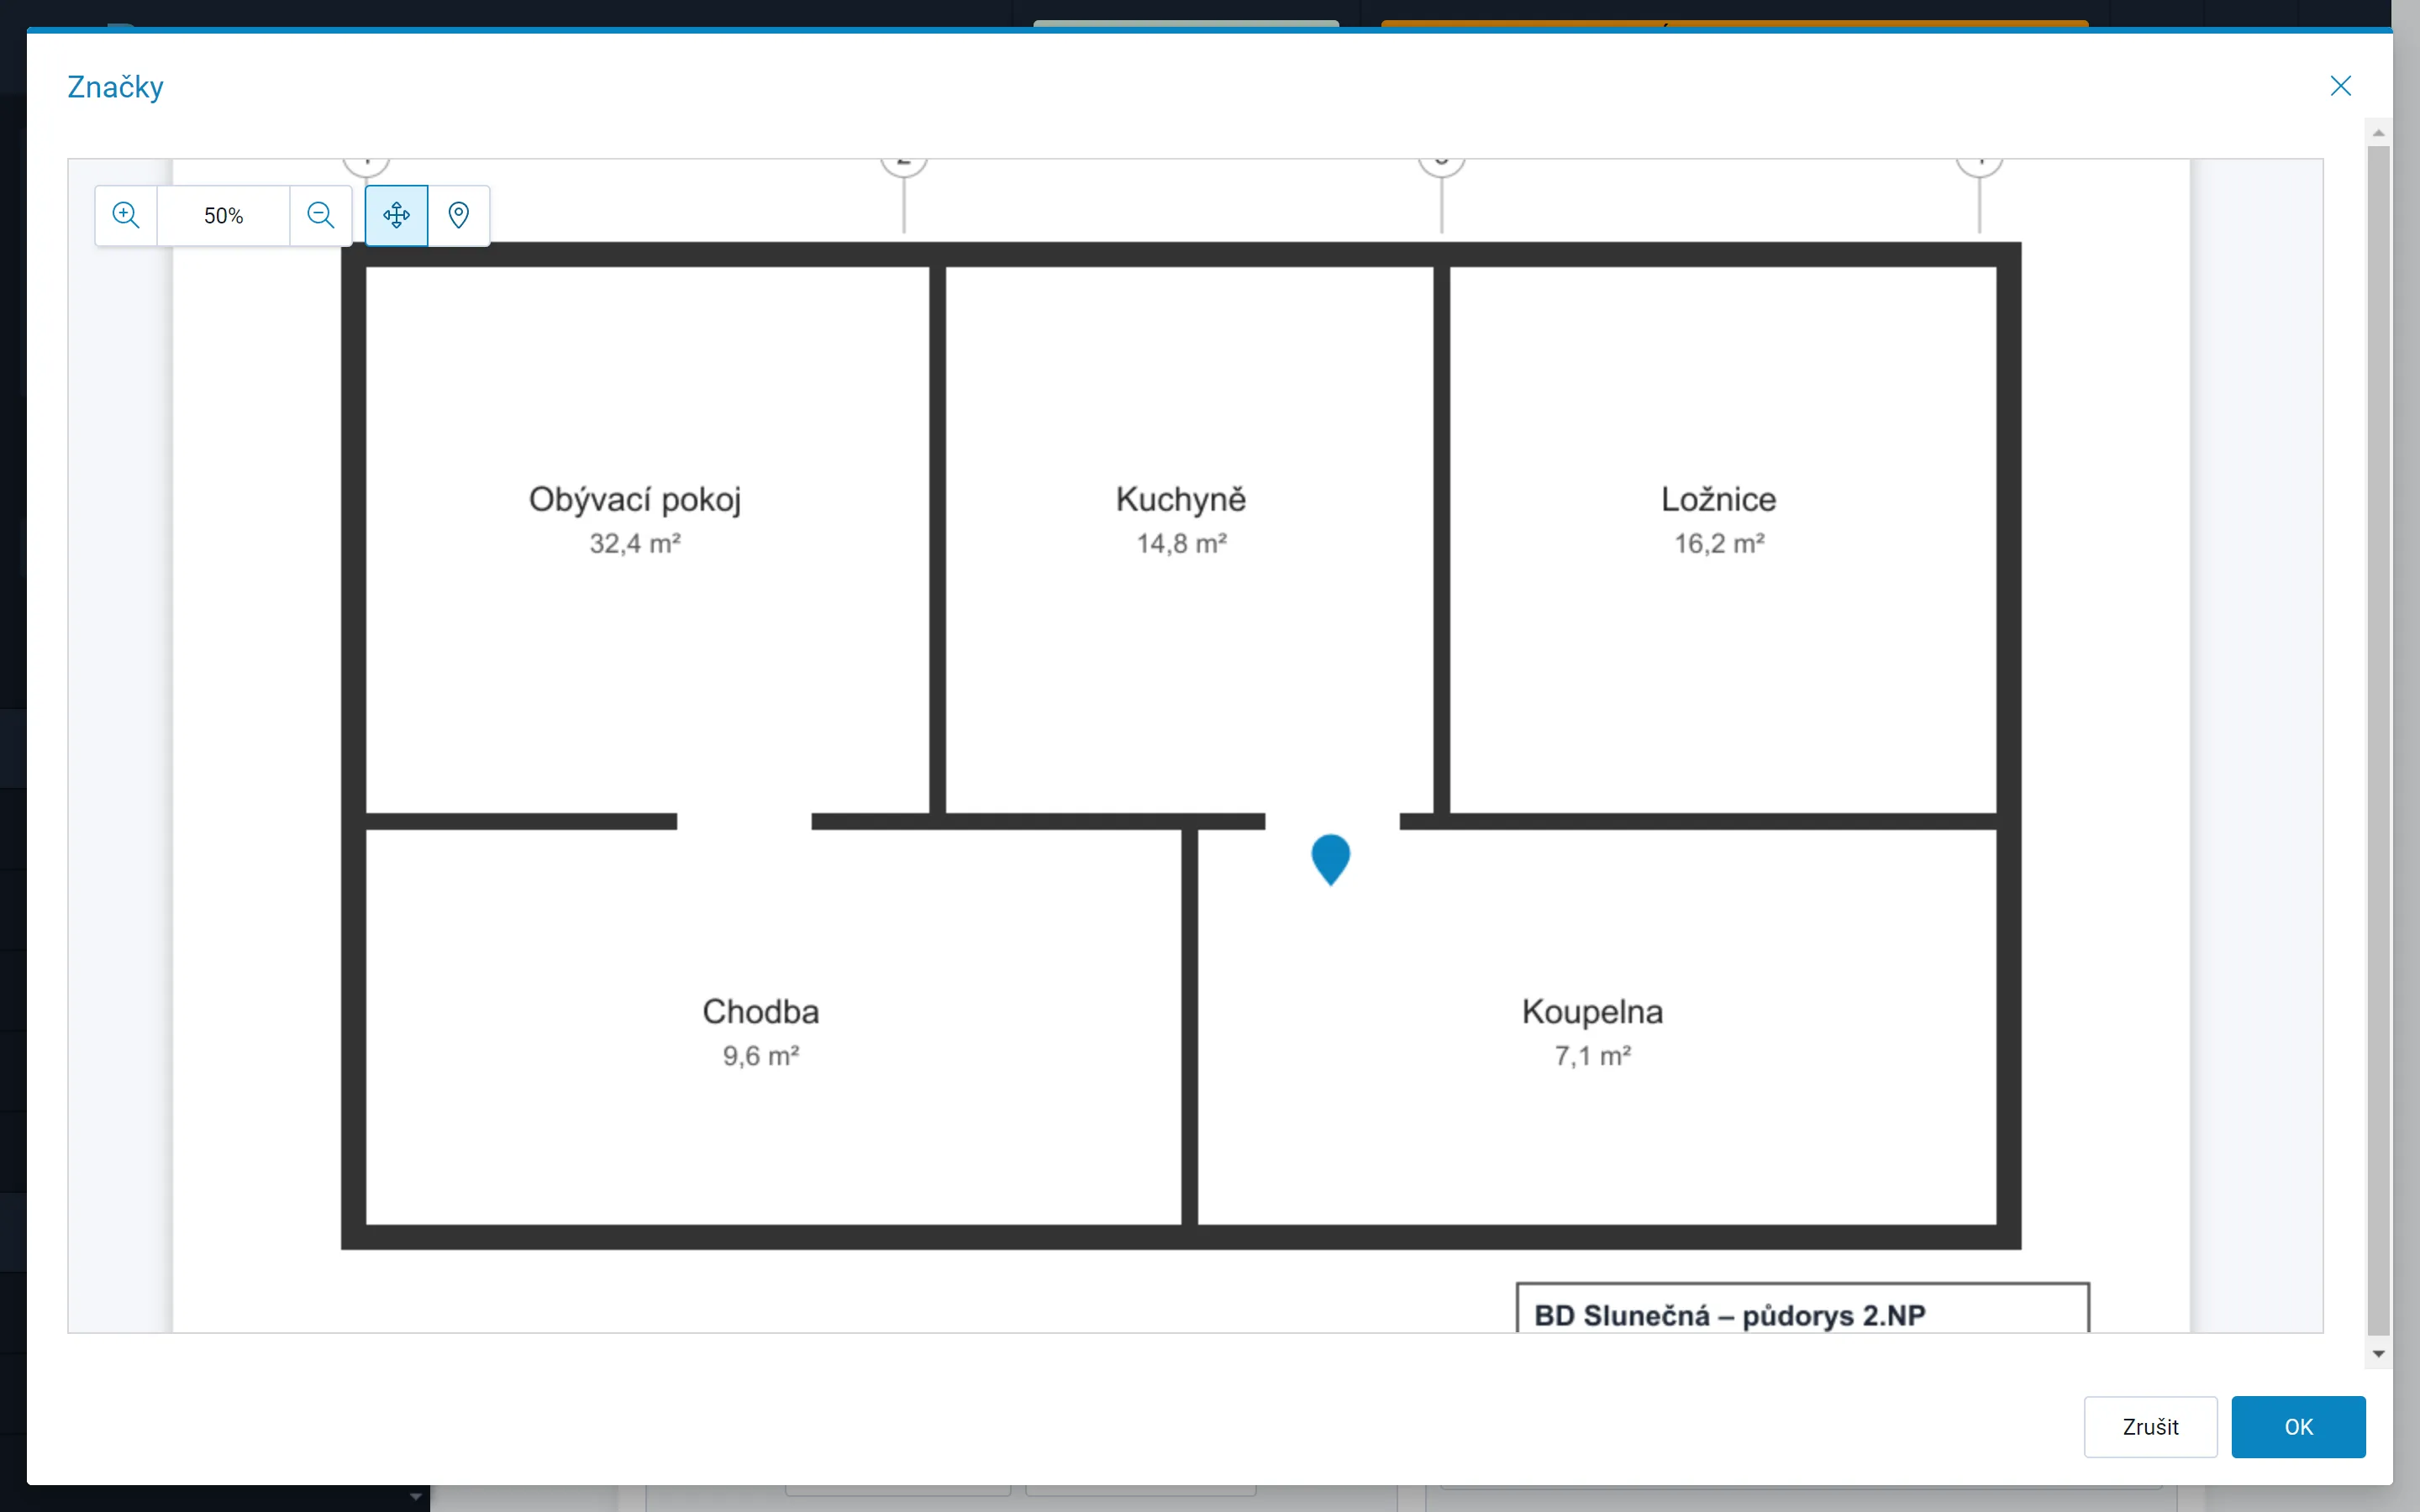 Značky
2
50%
Obývací pokoj
32,4 m²
Kuchyně
14,8 m²
Ložnice
16,2 m²
Chodba
9,6 m²
Koupelna
7,1 m²
BD Slunečná – půdorys 2.NP
Zrušit
OK